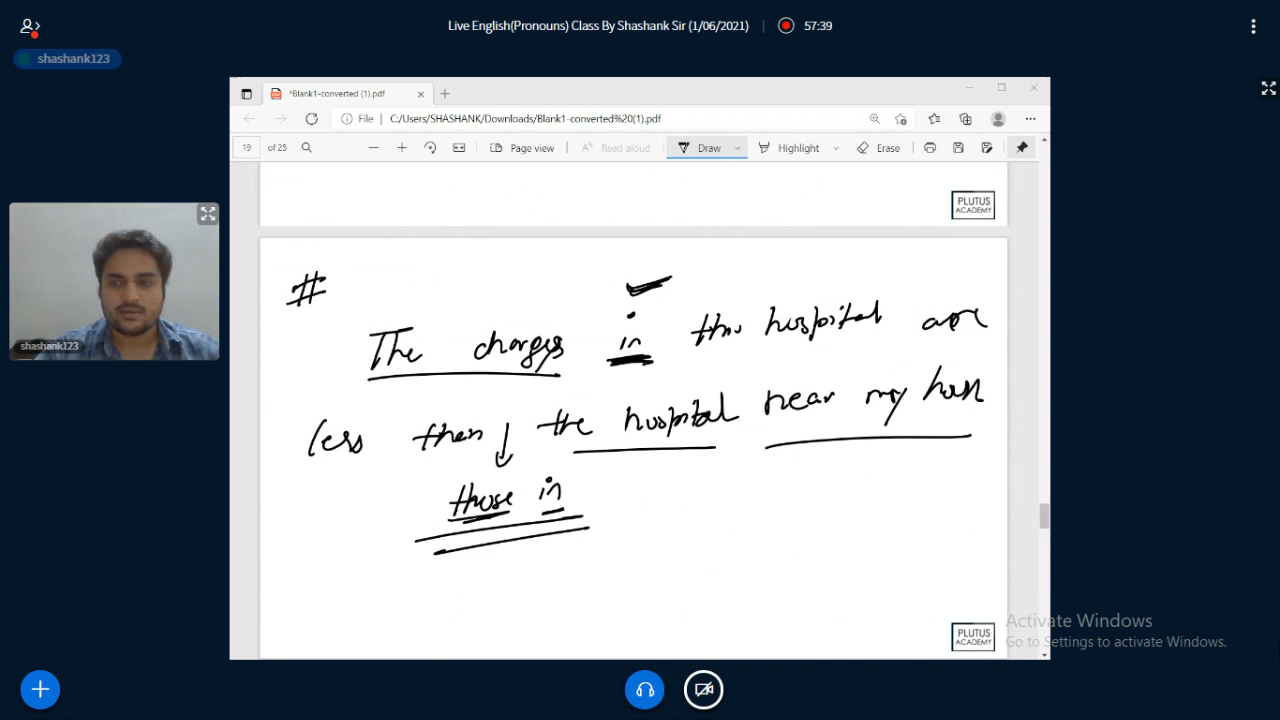 Live English(Pronouns) Class By Shashank Sir (1/06/2021)
57:39
shashank123
*Blank1-converted (1).pdf
File
C:/Users/SHASHANK/Downloads/Blank1-converted%20(1).pdf
19 of 25
Page view
Read aloud
Draw
Highlight
Erase
PLUTUS
ACADEMY
#
The charges in this hospital are
less then the hospital near my
those in
shashank123
Activate Windows
Go to Settings to activate Windows.
PLUTUS
ACADEMY